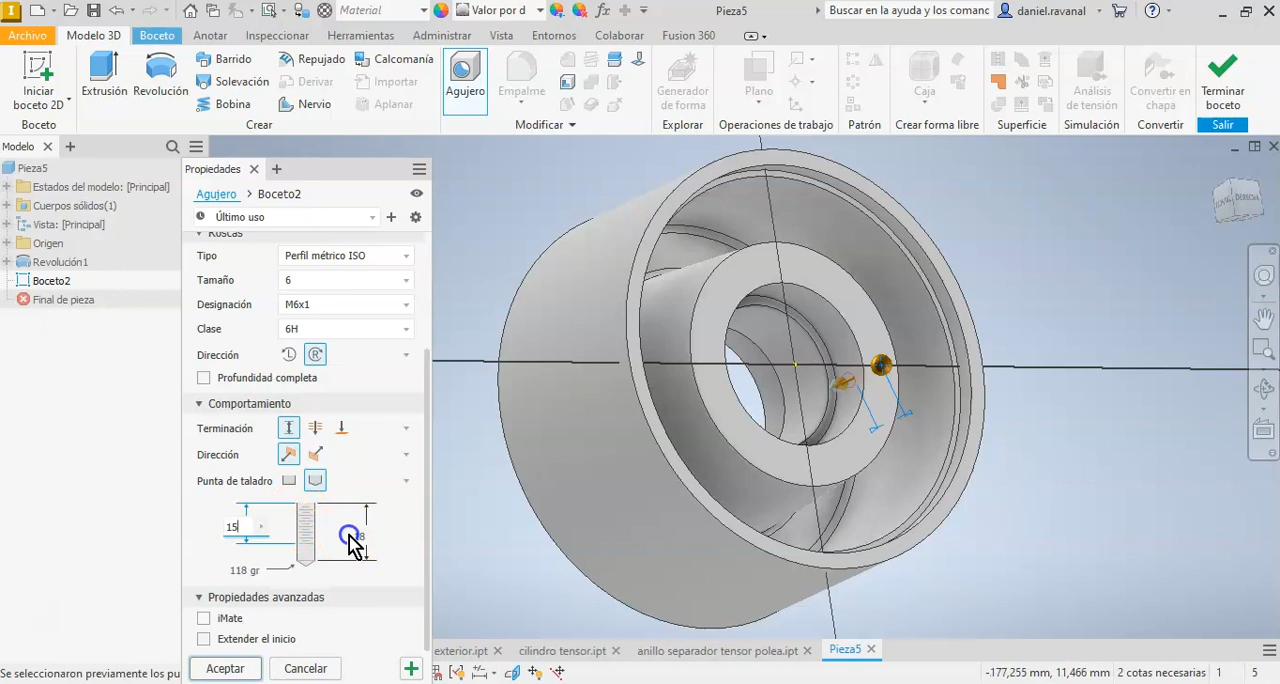 Material
Valor por d
fx
Pieza5
Buscar en la ayuda y los comanc
daniel.ravanal
Archivo Modelo 3D Boceto Anotar Inspeccionar Herramientas Administrar Vista Entornos Colaborar Fusion 360
Iniciar
boceto 2D
Extrusión
Revolución
Barrido
Solevación
Bobina
Repujado
Derivar
Nervio
Calcomanía
Importar
Aplanar
Agujero
Empalme
Generador
de forma
Plano
Caja
Análisis
de tensión
Convertir en
chapa
Terminar
boceto
Boceto Crear Modificar Explorar Operaciones de trabajo Patrón Crear forma libre Superficie Simulación Convertir Salir
Modelo
Pieza5
Estados del modelo: [Principal]
Cuerpos sólidos(1)
Vista: [Principal]
Origen
Revolución1
Boceto2
Final de pieza
Propiedades
Agujero > Boceto2
Último uso
Roscas
Tipo Perfil métrico ISO
Tamaño 6
Designación M6x1
Clase 6H
Dirección
Profundidad completa
Comportamiento
Terminación
Dirección
Punta de taladro
15
8
118 gr
Propiedades avanzadas
iMate
Extender el inicio
Aceptar Cancelar
DERECHA
exterior.ipt cilindro tensor.ipt anillo separador tensor polea.ipt Pieza5
Se seleccionaron previamente los pu
-177,255 mm, 11,466 mm 2 cotas necesarias 1 5